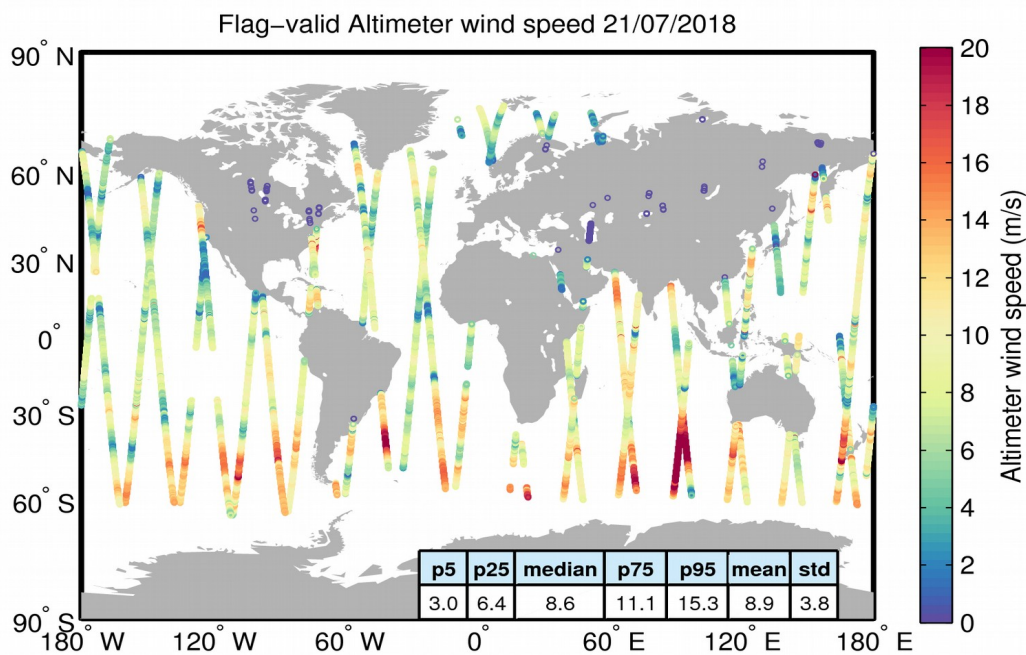 Flag−valid Altimeter wind speed 21/07/2018
90° N
60° N
30° N
0°
30° S
60° S
90° S
180° W
120° W
60° W
0°
60° E
120° E
180° E
p5 p25 median p75 p95 mean std
3.0 6.4 8.6 11.1 15.3 8.9 3.8
20
18
16
14
12
10
8
6
4
2
0
Altimeter wind speed (m/s)